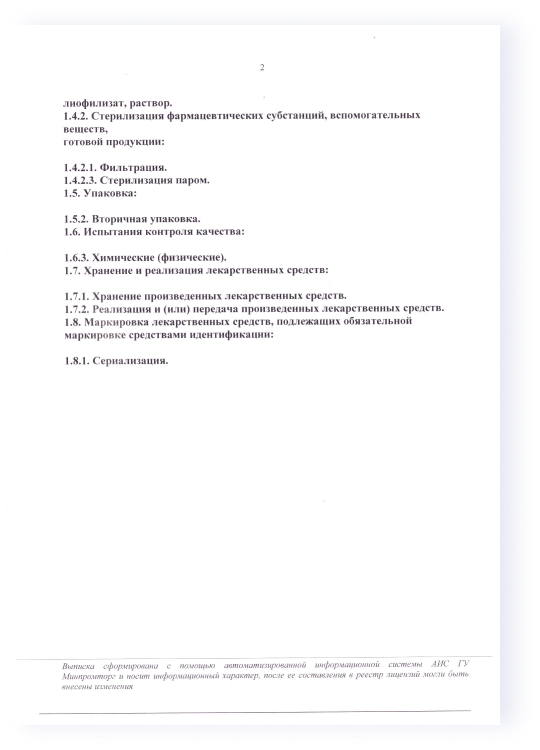 2
лиофилизат, раствор.
1.4.2. Стерилизация фармацевтических субстанций, вспомогательных
веществ,
готовой продукции:
1.4.2.1. Фильтрация.
1.4.2.3. Стерилизация паром.
1.5. Упаковка:
1.5.2. Вторичная упаковка.
1.6. Испытания контроля качества:
1.6.3. Химические (физические).
1.7. Хранение и реализация лекарственных средств:
1.7.1. Хранение произведенных лекарственных средств.
1.7.2. Реализация и (или) передача произведенных лекарственных средств.
1.8. Маркировка лекарственных средств, подлежащих обязательной
маркировке средствами идентификации:
1.8.1. Сериализация.
Выписка сформирована с помощью автоматизированной информационной системы АИС ГУ
Минпромторг и носит информационный характер, после ее составления в реестр лицензий могли быть
внесены изменения